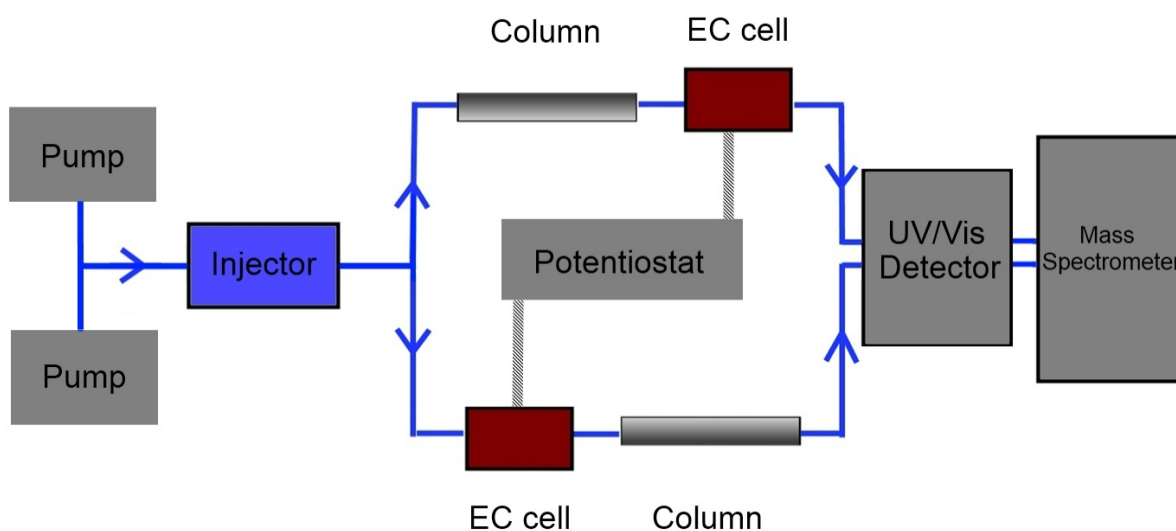 Column
EC cell
Pump
Injector
Potentiostat
UV/Vis
Detector
Mass
Spectrometer
Pump
EC cell
Column